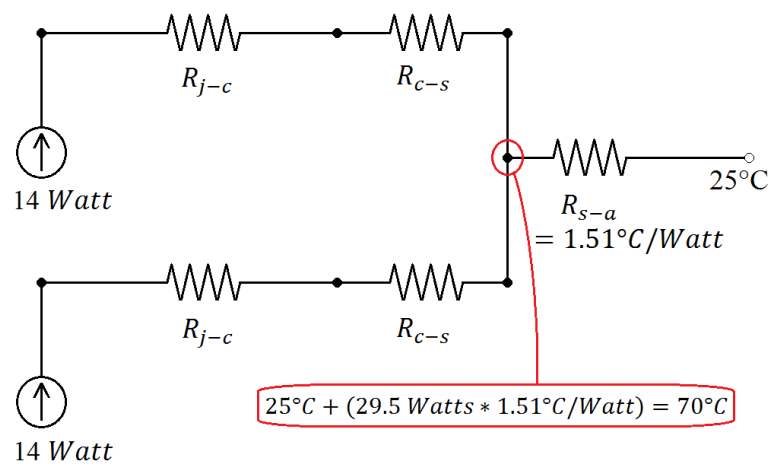 R_{j-c}
R_{c-s}
14 Watt
25°C
R_{s-a}
= 1.51°C/Watt
R_{j-c}
R_{c-s}
25°C + (29.5 Watts * 1.51°C/Watt) = 70°C
14 Watt